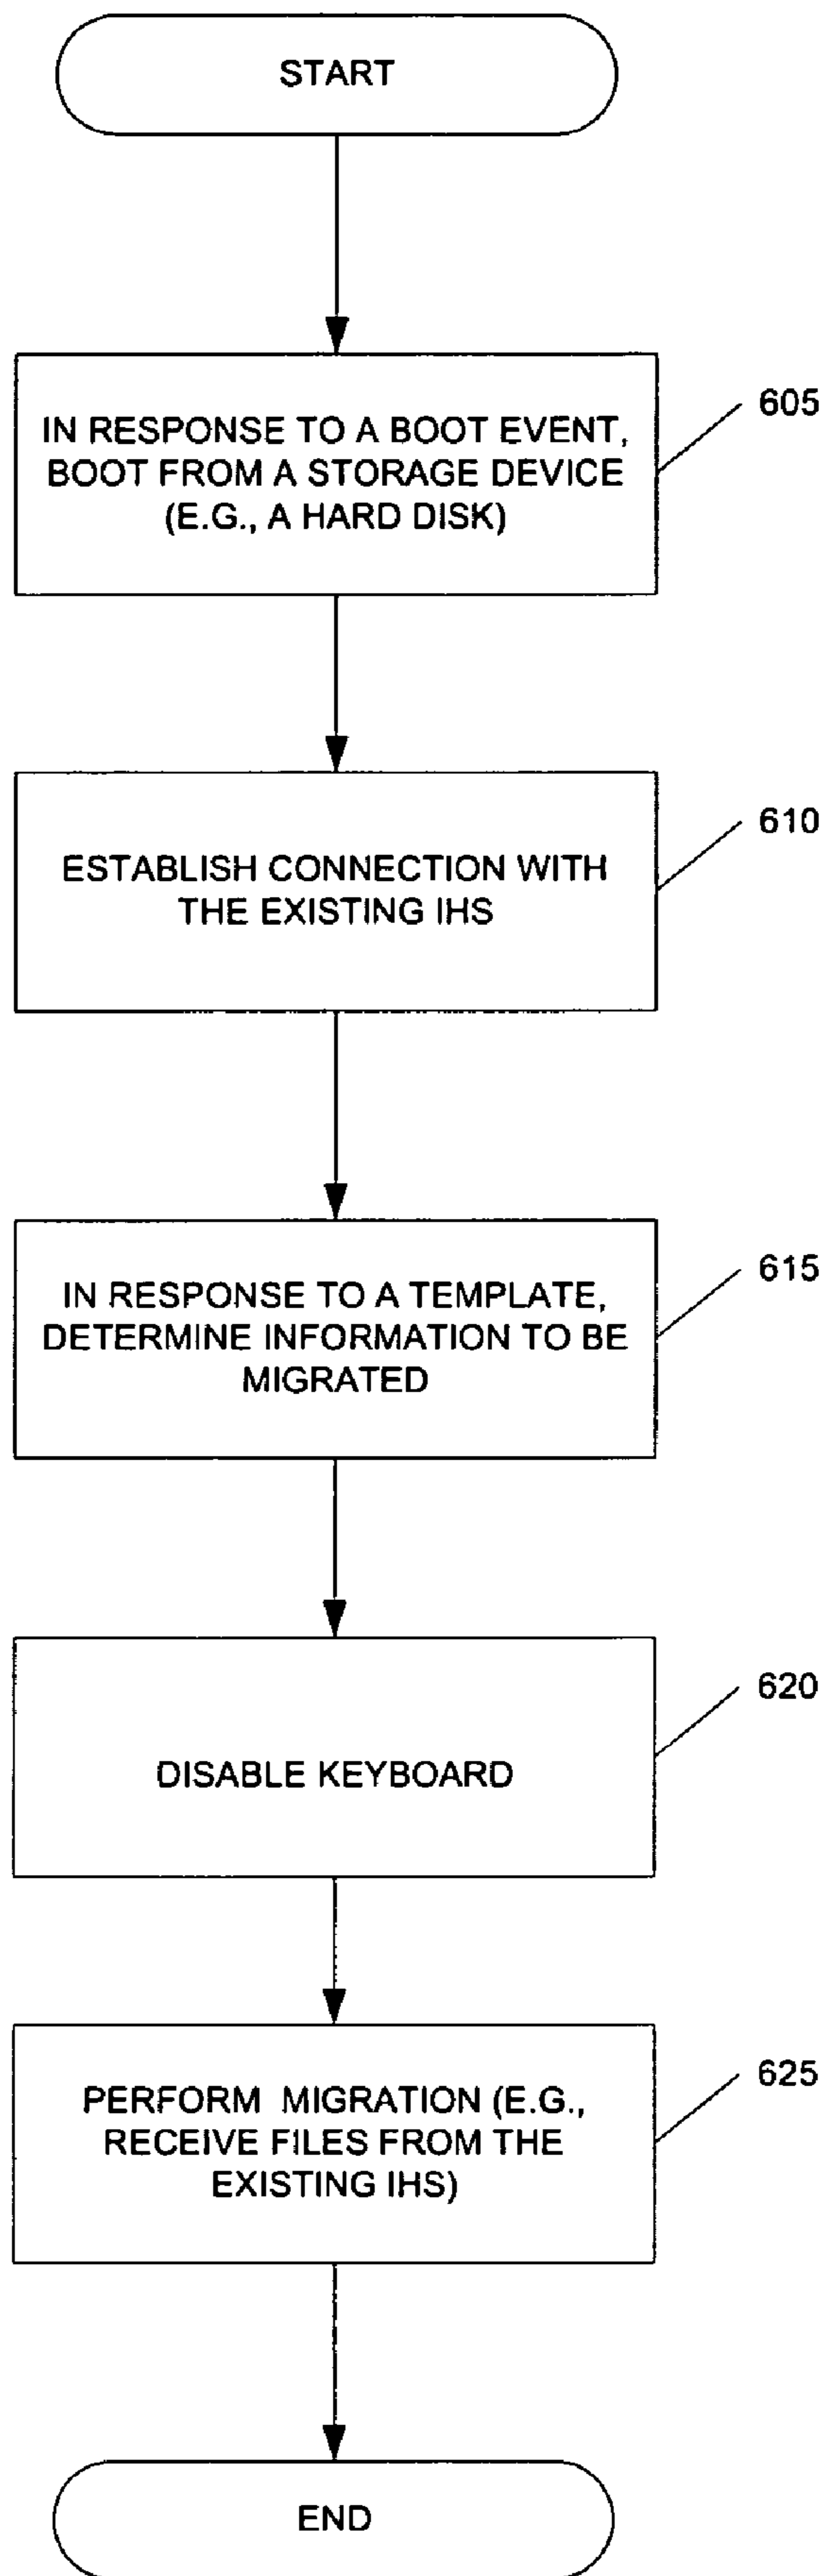 START
IN RESPONSE TO A BOOT EVENT,
BOOT FROM A STORAGE DEVICE
(E.G., A HARD DISK)
605
ESTABLISH CONNECTION WITH
THE EXISTING IHS
610
IN RESPONSE TO A TEMPLATE,
DETERMINE INFORMATION TO BE
MIGRATED
615
DISABLE KEYBOARD
620
PERFORM MIGRATION (E.G.,
RECEIVE FILES FROM THE
EXISTING IHS)
625
END